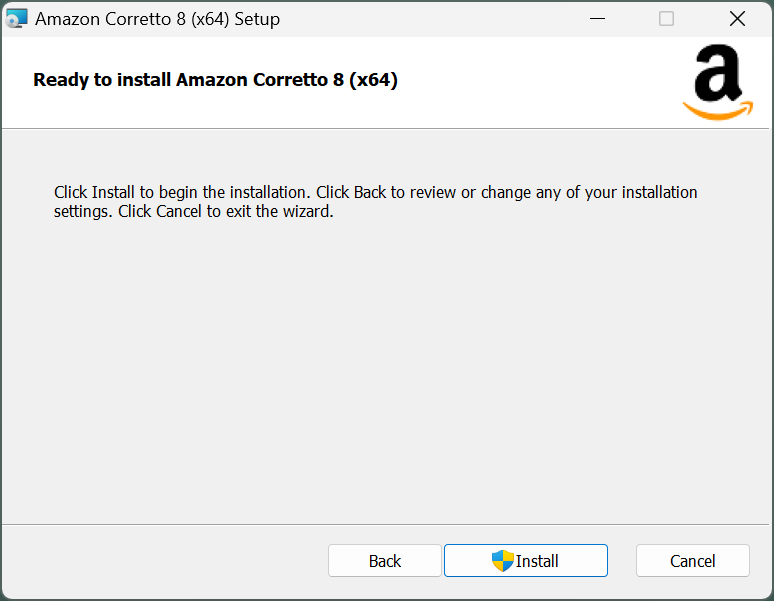 Amazon Corretto 8 (x64) Setup
Ready to install Amazon Corretto 8 (x64)
a
Click Install to begin the installation. Click Back to review or change any of your installation
settings. Click Cancel to exit the wizard.
Back
Install
Cancel